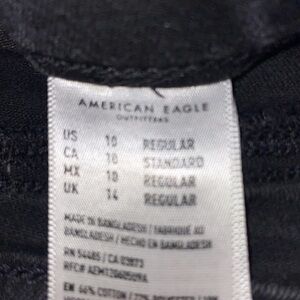 AMERICAN EAGLE
OUTFITTERS
US 10 REGULAR
CA 10 STANDARD
MX 10 REGULAR
UK 14 REGULAR
MADE IN BANGLADESH / FABRIQUÉ AU
BANGLADESH / HECHO EN BANGLADESH
RN 54485 / CA 03973